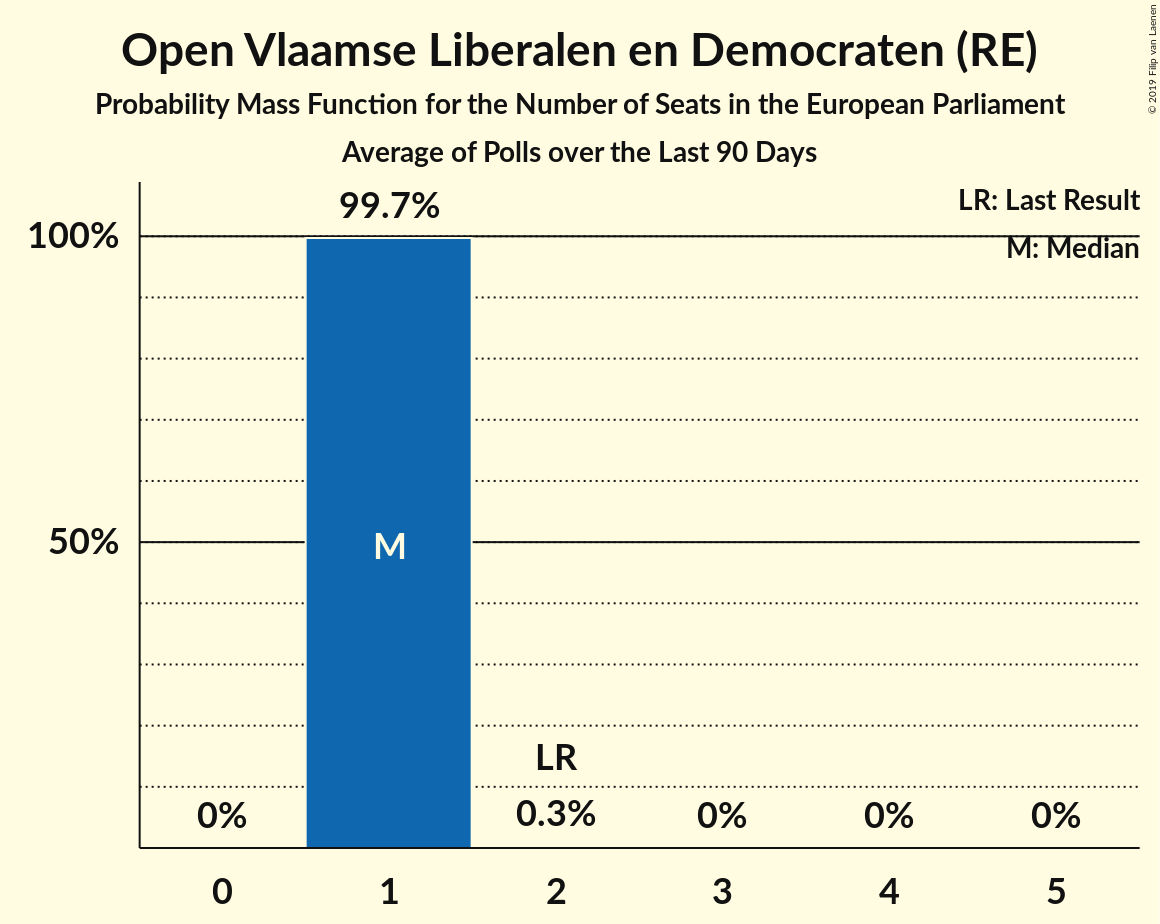 Open Vlaamse Liberalen en Democraten (RE)
Probability Mass Function for the Number of Seats in the European Parliament
Average of Polls over the Last 90 Days
© 2019 Filip van Laenen
LR: Last Result
M: Median
99.7%
100%
50%
M
LR
0%
0.3%
0%
0%
0%
0
1
2
3
4
5